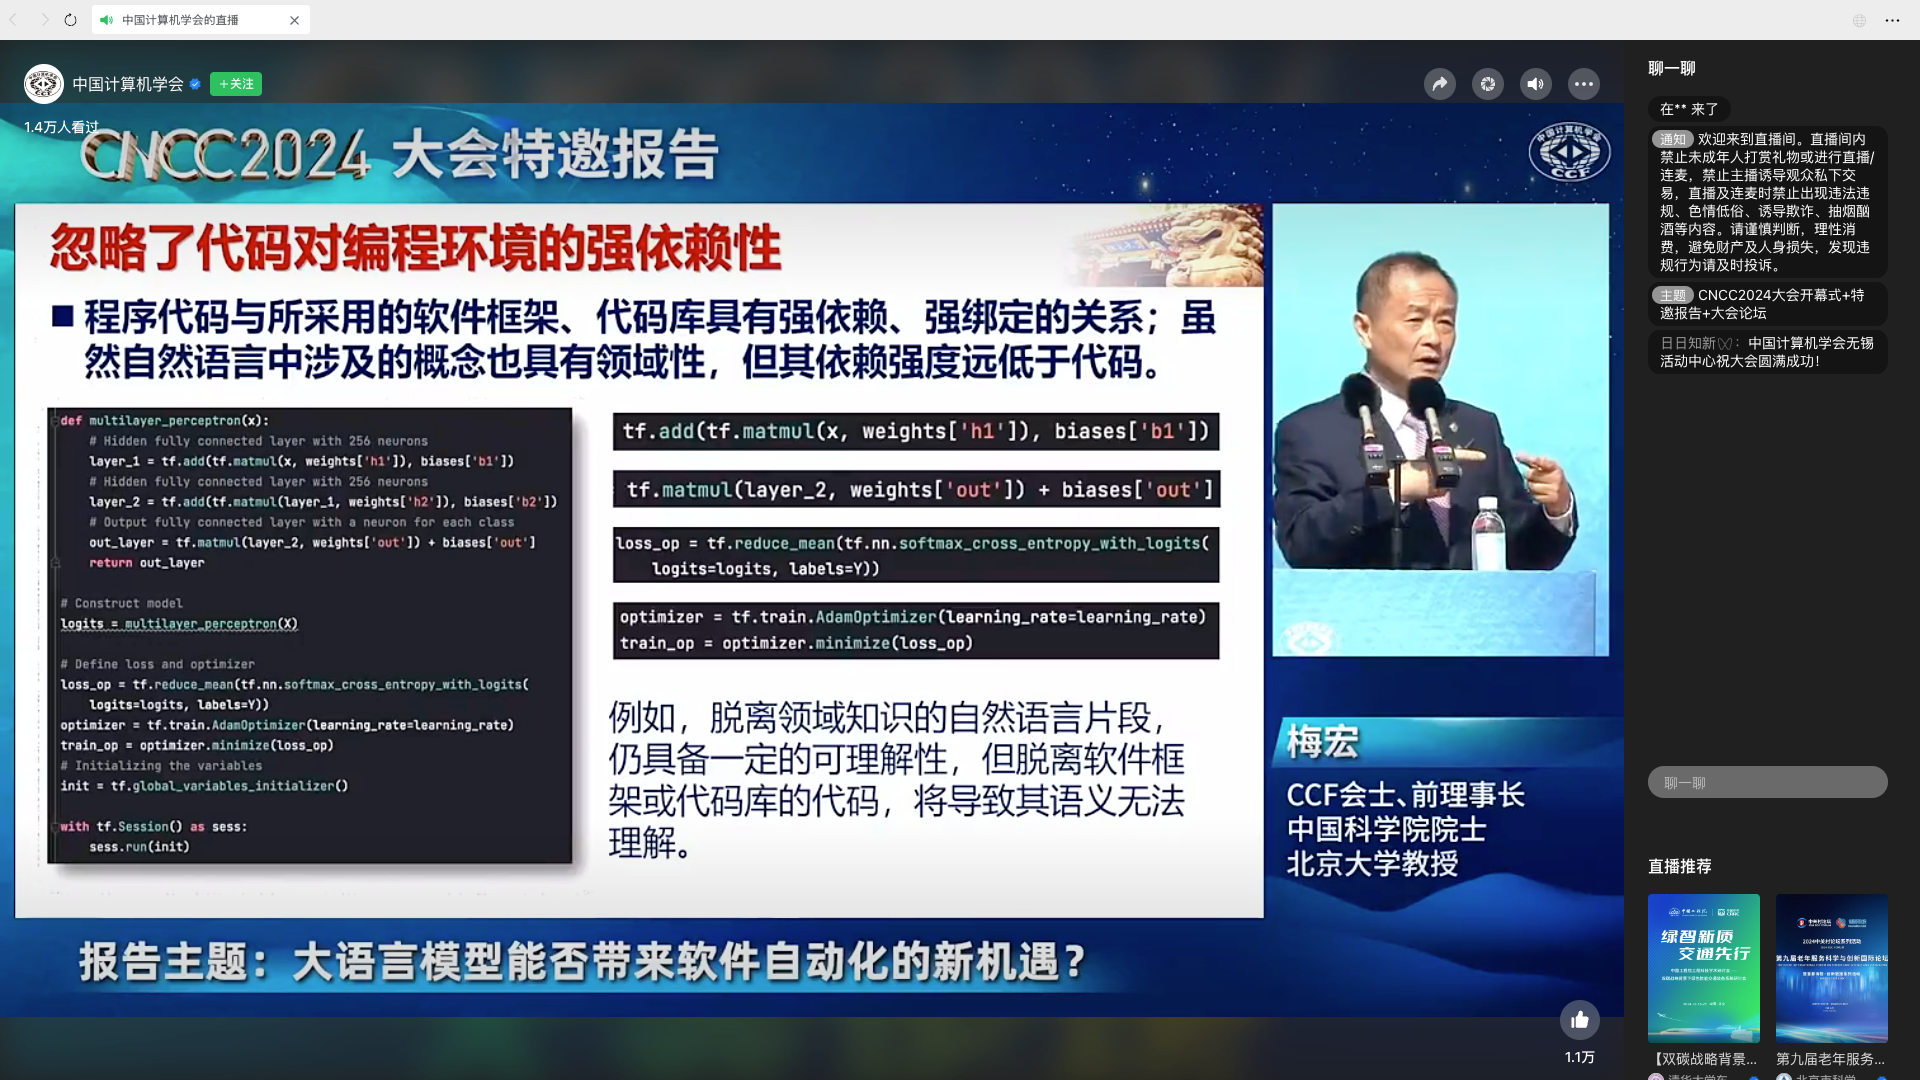 中国计算机学会的直播
中国计算机学会
+关注
1.4万人看过
CNCC2024 大会特邀报告
中国计算机学会
CCF
忽略了代码对编程环境的强依赖性
程序代码与所采用的软件框架、代码库具有强依赖、强绑定的关系；虽
然自然语言中涉及的概念也具有领域性，但其依赖强度远低于代码。
def multilayer_perceptron(x):
# Hidden fully connected layer with 256 neurons
layer_1 = tf.add(tf.matmul(x, weights['h1']), biases['b1'])
# Hidden fully connected layer with 256 neurons
layer_2 = tf.add(tf.matmul(layer_1, weights['h2']), biases['b2'])
# Output fully connected layer with a neuron for each class
out_layer = tf.matmul(layer_2, weights['out']) + biases['out']
return out_layer
# Construct model
logits = multilayer_perceptron(X)
# Define loss and optimizer
loss_op = tf.reduce_mean(tf.nn.softmax_cross_entropy_with_logits(
logits=logits, labels=Y))
optimizer = tf.train.AdamOptimizer(learning_rate=learning_rate)
train_op = optimizer.minimize(loss_op)
# Initializing the variables
init = tf.global_variables_initializer()
with tf.Session() as sess:
sess.run(init)
tf.add(tf.matmul(x, weights['h1']), biases['b1'])
tf.matmul(layer_2, weights['out']) + biases['out']
loss_op = tf.reduce_mean(tf.nn.softmax_cross_entropy_with_logits(
logits=logits, labels=Y))
optimizer = tf.train.AdamOptimizer(learning_rate=learning_rate)
train_op = optimizer.minimize(loss_op)
例如，脱离领域知识的自然语言片段，
仍具备一定的可理解性，但脱离软件框
架或代码库的代码，将导致其语义无法
理解。
梅宏
CCF会士、前理事长
中国科学院院士
北京大学教授
报告主题：大语言模型能否带来软件自动化的新机遇？
1.1万
聊一聊
在** 来了
通知 欢迎来到直播间。直播间内
禁止未成年人打赏礼物或进行直播/
连麦，禁止主播诱导观众私下交
易，直播及连麦时禁止出现违法违
规、色情低俗、诱导欺诈、抽烟酗
酒等内容。请谨慎判断，理性消
费，避免财产及人身损失，发现违
规行为请及时投诉。
主题 CNCC2024大会开幕式+特
邀报告+大会论坛
日日知新：中国计算机学会无锡
活动中心祝大会圆满成功！
聊一聊
直播推荐
绿智新质
交通先行
2024中关村论坛系列活动
第九届老年服务科学与创新国际论坛
【双碳战略背景...
第九届老年服务...